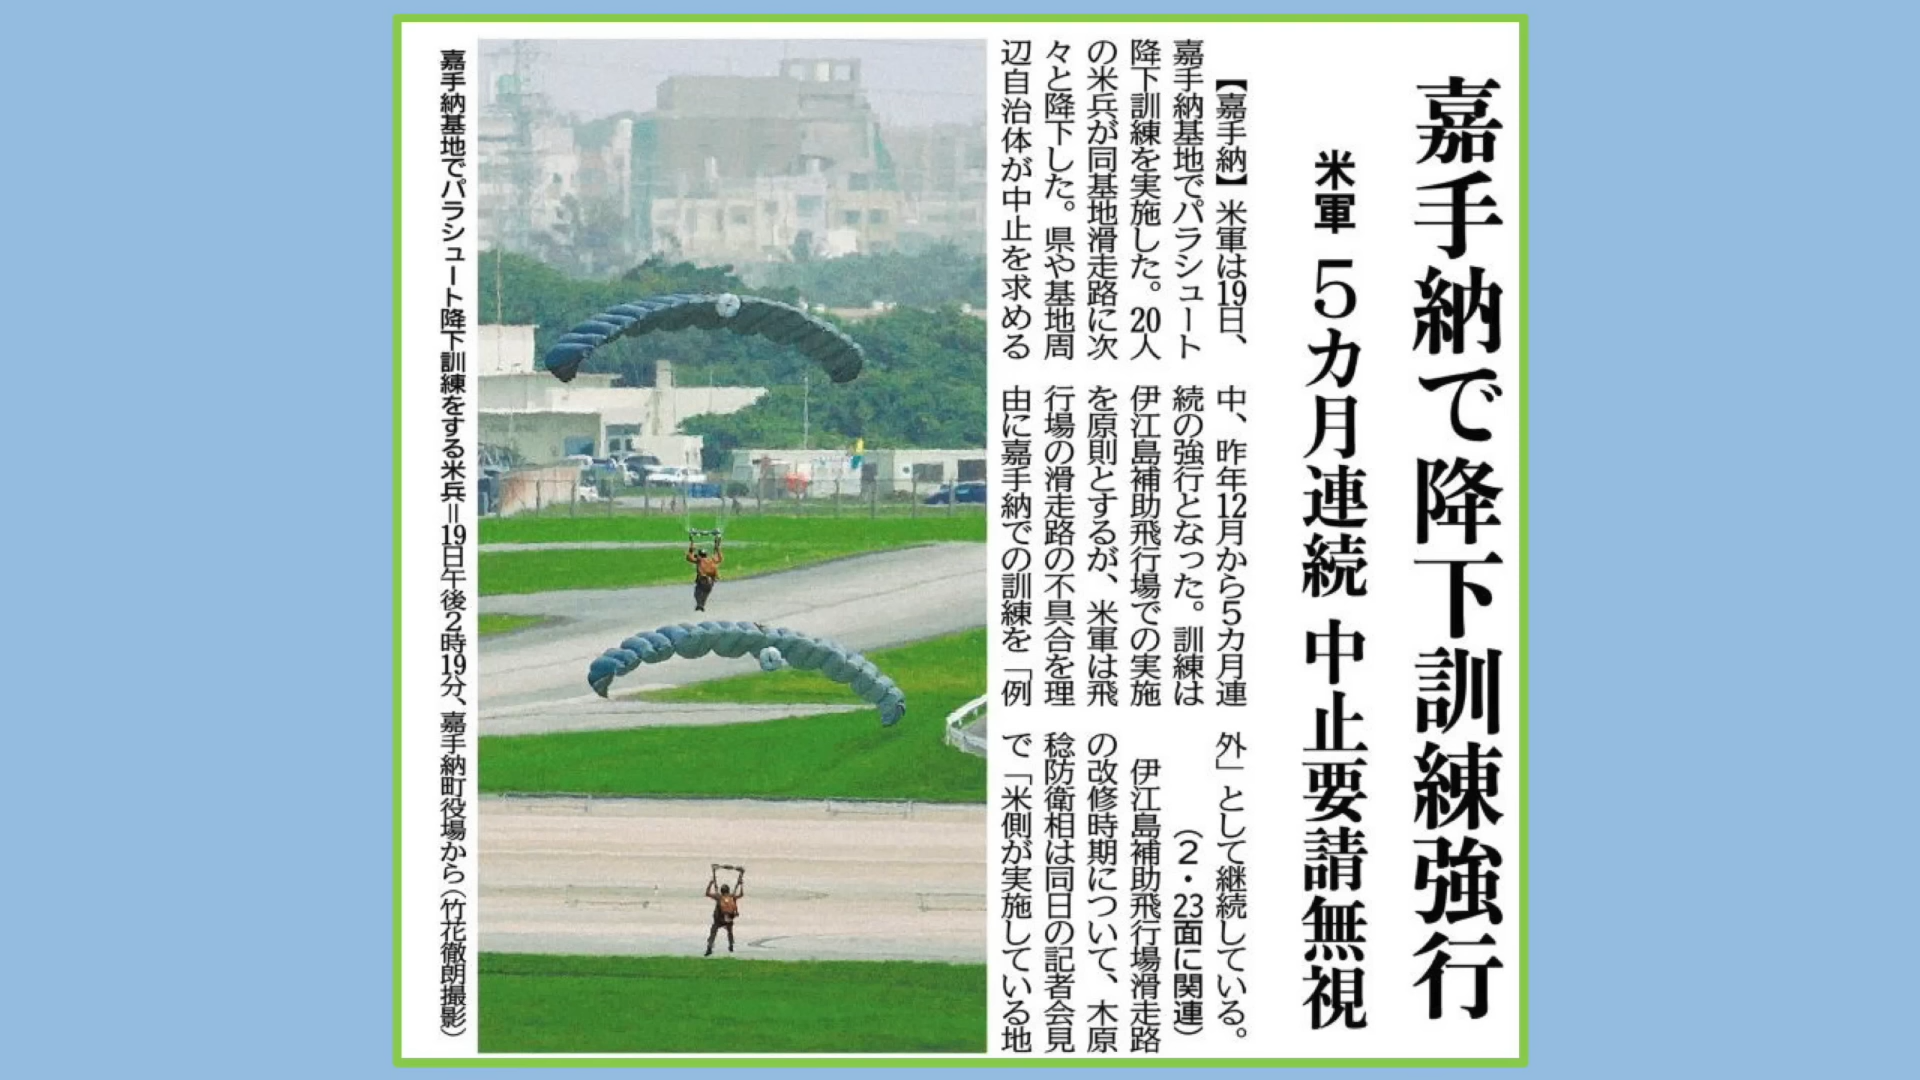 嘉手納で降下訓練強行
米軍 5カ月連続 中止要請無視
【嘉手納】米軍は19日、
嘉手納基地でパラシュート
降下訓練を実施した。20人
の米兵が同基地滑走路に次
々と降下した。県や基地周
辺自治体が中止を求める
中、昨年12月から5カ月連
続の強行となった。訓練は
伊江島補助飛行場での実施
を原則とするが、米軍は飛
行場の滑走路の不具合を理
由に嘉手納での訓練を「例
外」として継続している。
(2・23面に関連)
伊江島補助飛行場滑走路
の改修時期について、木原
稔防衛相は同日の記者会見
で「米側が実施している地
嘉手納基地でパラシュート降下訓練をする米兵＝19日午後2時19分、嘉手納町役場から(竹花徹朗撮影)